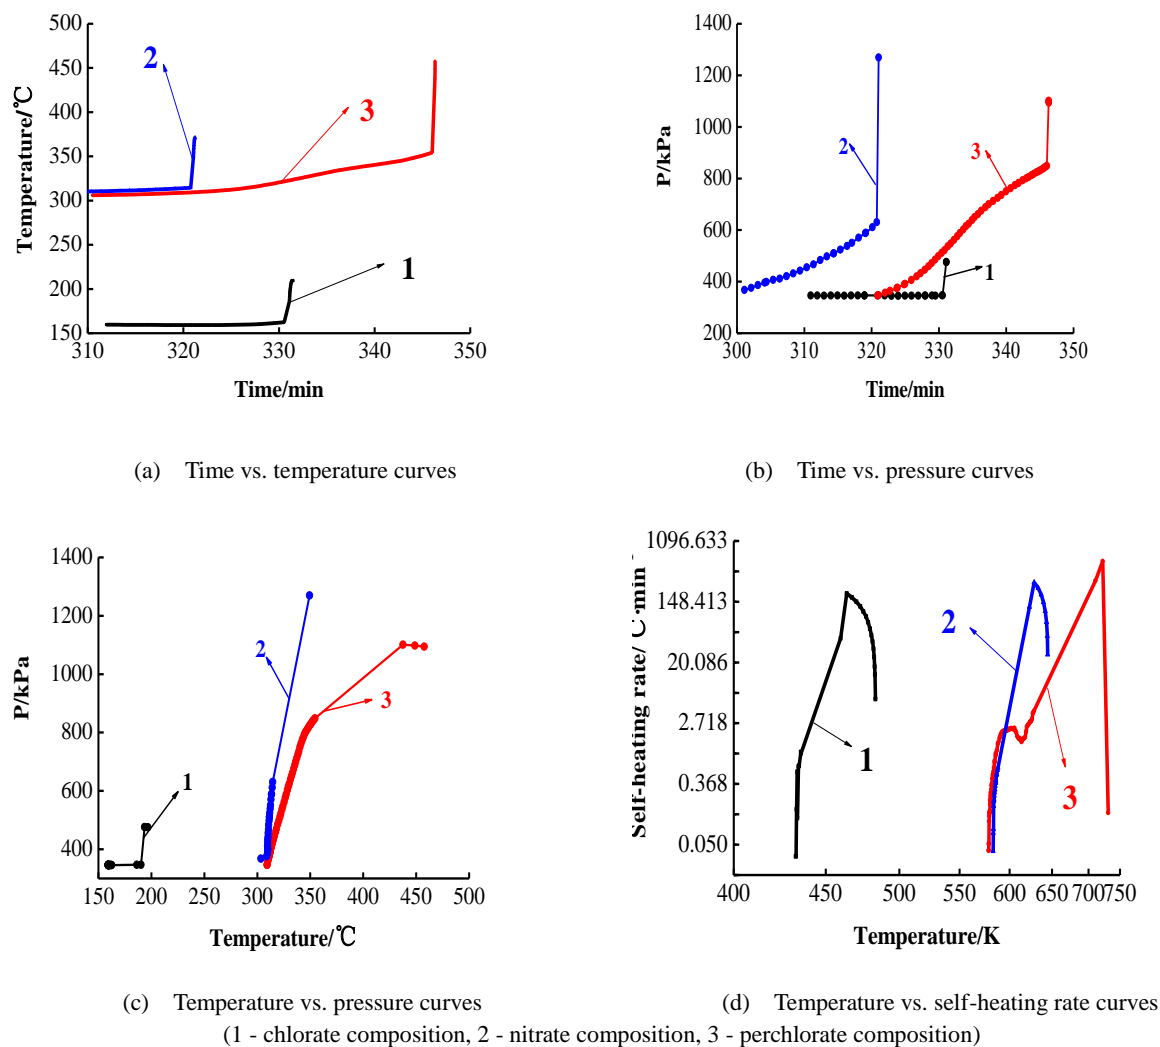 500
450
400
350
300
250
200
150
Temperature/℃
2
3
1
310 320 330 340 350
Time/min
(a) Time vs. temperature curves
1400
1200
1000
800
600
400
200
P/kPa
2
3
1
300 310 320 330 340 350
Time/min
(b) Time vs. pressure curves
1400
1200
1000
800
600
400
P/kPa
2
3
1
150 200 250 300 350 400 450 500
Temperature/℃
(c) Temperature vs. pressure curves
1096.633
148.413
20.086
2.718
0.368
0.050
Self-heating rate/ C·min
2
1
3
400 450 500 550 600 650 700 750
Temperature/K
(d) Temperature vs. self-heating rate curves
(1 - chlorate composition, 2 - nitrate composition, 3 - perchlorate composition)